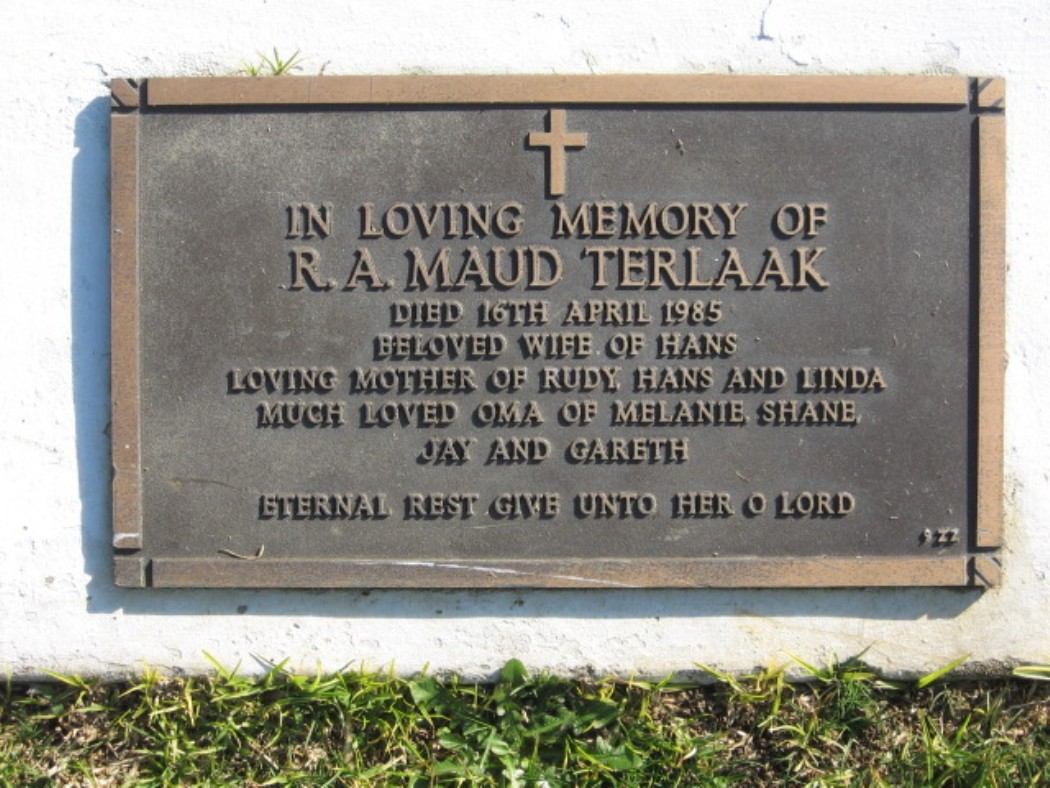 IN LOVING MEMORY OF
R. A. MAUD TERLAAK
DIED 16TH APRIL 1985
BELOVED WIFE OF HANS
LOVING MOTHER OF RUDY, HANS AND LINDA
MUCH LOVED OMA OF MELANIE, SHANE,
JAY AND GARETH
ETERNAL REST GIVE UNTO HER O LORD
922